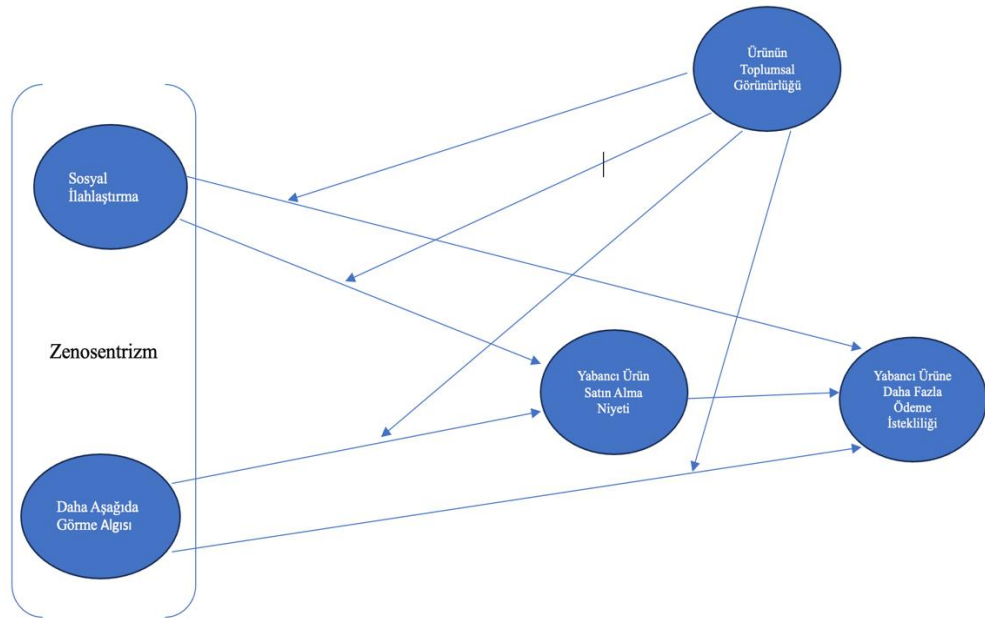 Ürünün
Toplumsal
Görünürlüğü
Sosyal
İlahlaştırma
Zenosentrizm
Yabancı Ürün
Satın Alma
Niyeti
Yabancı Ürüne
Daha Fazla
Ödeme
İstekliliği
Daha Aşağıda
Görme Algısı